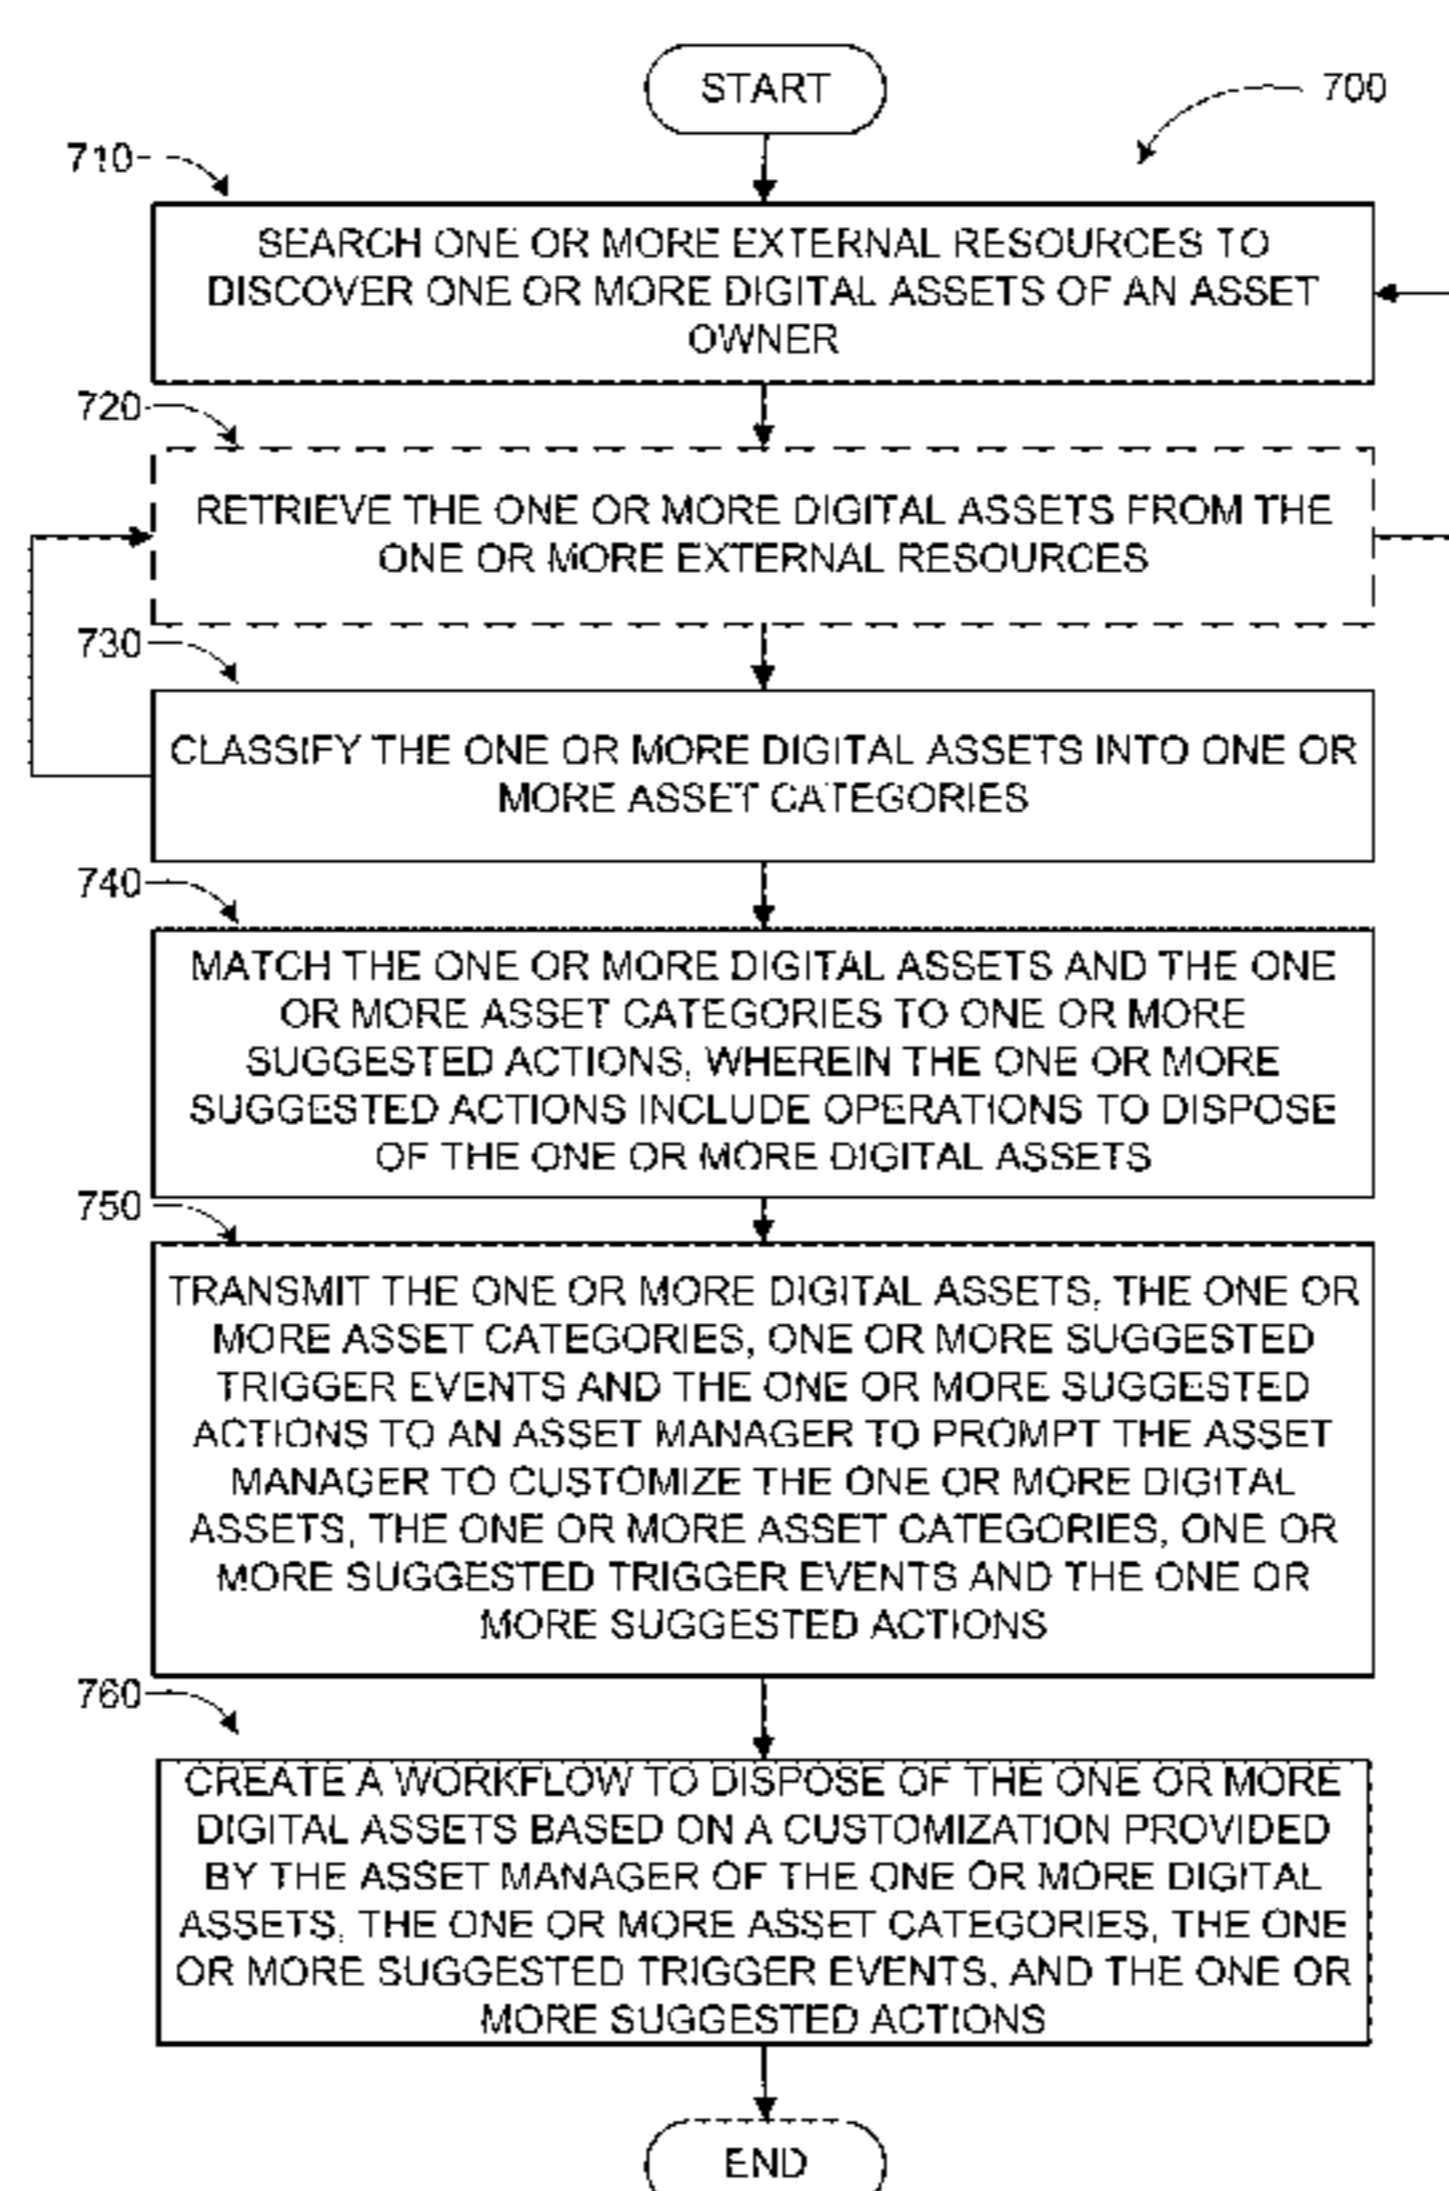 START
700
710
SEARCH ONE OR MORE EXTERNAL RESOURCES TO
DISCOVER ONE OR MORE DIGITAL ASSETS OF AN ASSET
OWNER
720
RETRIEVE THE ONE OR MORE DIGITAL ASSETS FROM THE
ONE OR MORE EXTERNAL RESOURCES
730
CLASSIFY THE ONE OR MORE DIGITAL ASSETS INTO ONE OR
MORE ASSET CATEGORIES
740
MATCH THE ONE OR MORE DIGITAL ASSETS AND THE ONE
OR MORE ASSET CATEGORIES TO ONE OR MORE
SUGGESTED ACTIONS, WHEREIN THE ONE OR MORE
SUGGESTED ACTIONS INCLUDE OPERATIONS TO DISPOSE
OF THE ONE OR MORE DIGITAL ASSETS
750
TRANSMIT THE ONE OR MORE DIGITAL ASSETS, THE ONE OR
MORE ASSET CATEGORIES, ONE OR MORE SUGGESTED
TRIGGER EVENTS AND THE ONE OR MORE SUGGESTED
ACTIONS TO AN ASSET MANAGER TO PROMPT THE ASSET
MANAGER TO CUSTOMIZE THE ONE OR MORE DIGITAL
ASSETS, THE ONE OR MORE ASSET CATEGORIES, ONE OR
MORE SUGGESTED TRIGGER EVENTS AND THE ONE OR
MORE SUGGESTED ACTIONS
760
CREATE A WORKFLOW TO DISPOSE OF THE ONE OR MORE
DIGITAL ASSETS BASED ON A CUSTOMIZATION PROVIDED
BY THE ASSET MANAGER OF THE ONE OR MORE DIGITAL
ASSETS, THE ONE OR MORE ASSET CATEGORIES, THE ONE
OR MORE SUGGESTED TRIGGER EVENTS, AND THE ONE OR
MORE SUGGESTED ACTIONS
END